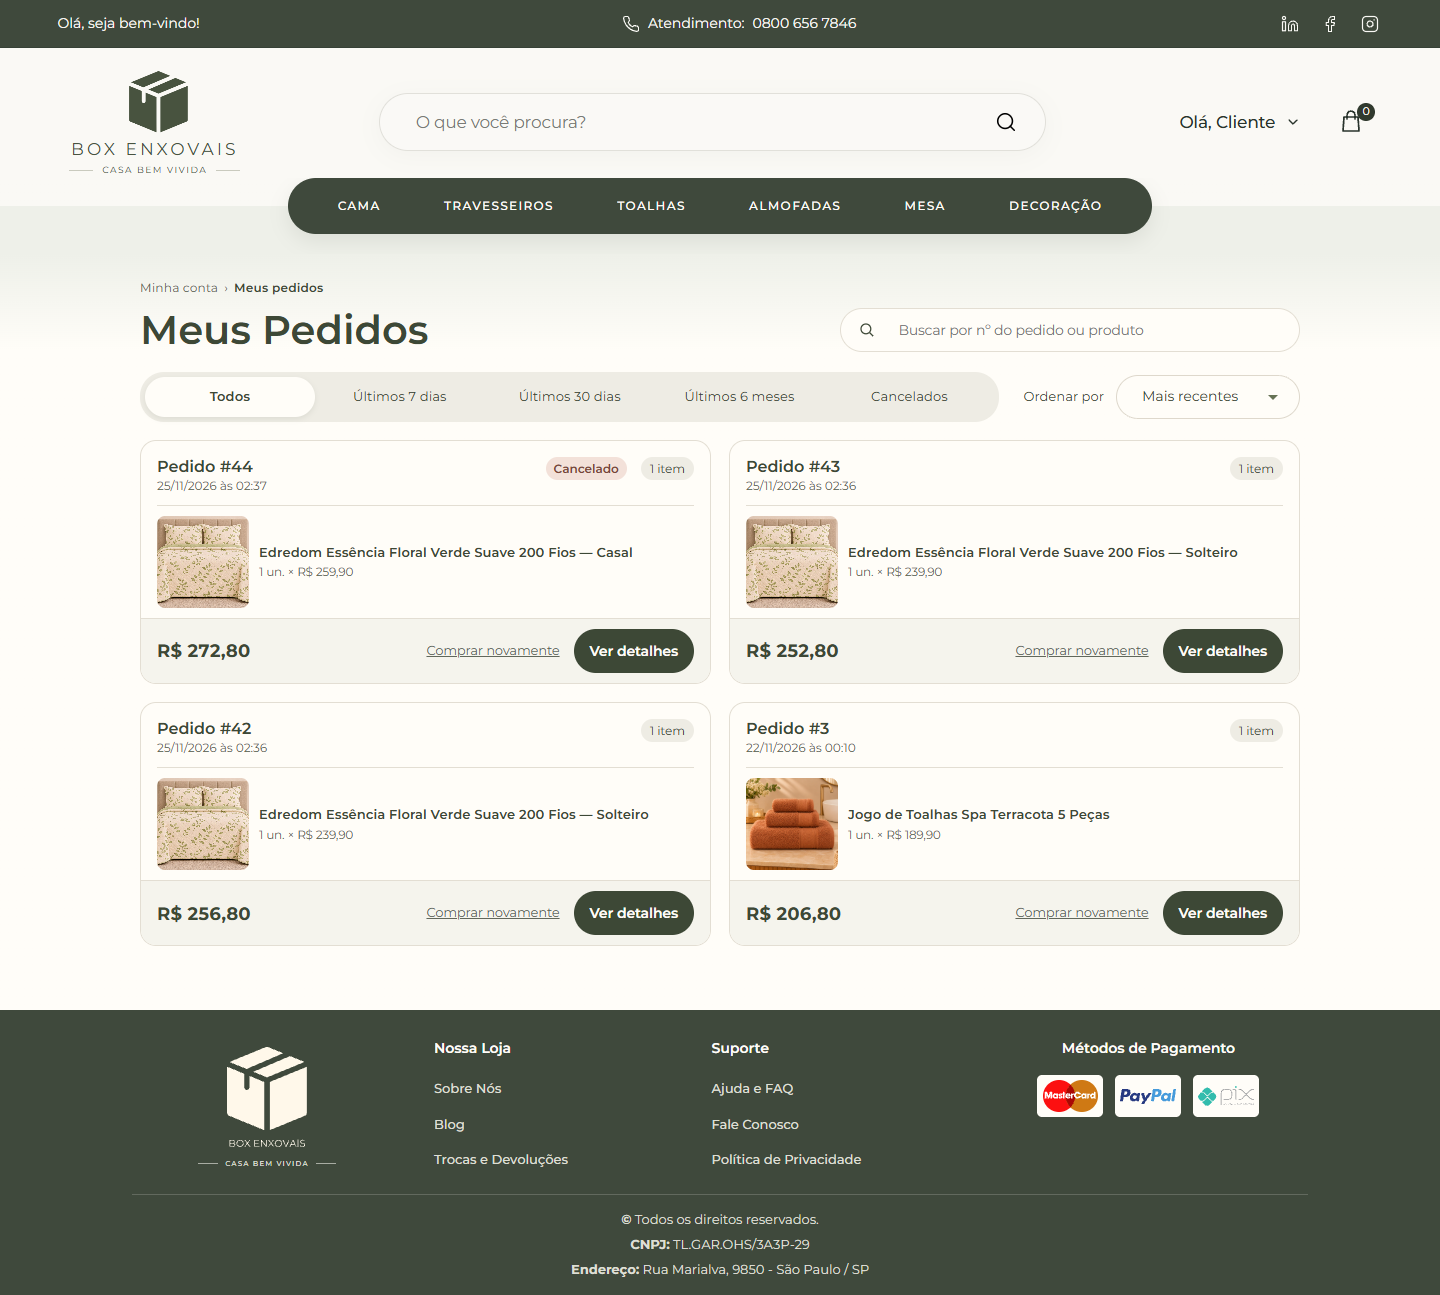 Olá, seja bem-vindo!
Atendimento: 0800 656 7846
BOX ENXOVAIS
CASA BEM VIVIDA
O que você procura?
Olá, Cliente
0
CAMA
TRAVESSEIROS
TOALHAS
ALMOFADAS
MESA
DECORAÇÃO
Minha conta › Meus pedidos
Meus Pedidos
Buscar por nº do pedido ou produto
Todos
Últimos 7 dias
Últimos 30 dias
Últimos 6 meses
Cancelados
Ordenar por
Mais recentes
Pedido #44
Cancelado
1 item
25/11/2026 às 02:37
Edredom Essência Floral Verde Suave 200 Fios — Casal
1 un. × R$ 259,90
R$ 272,80
Comprar novamente
Ver detalhes
Pedido #43
1 item
25/11/2026 às 02:36
Edredom Essência Floral Verde Suave 200 Fios — Solteiro
1 un. × R$ 239,90
R$ 252,80
Comprar novamente
Ver detalhes
Pedido #42
1 item
25/11/2026 às 02:36
Edredom Essência Floral Verde Suave 200 Fios — Solteiro
1 un. × R$ 239,90
R$ 256,80
Comprar novamente
Ver detalhes
Pedido #3
1 item
22/11/2026 às 00:10
Jogo de Toalhas Spa Terracota 5 Peças
1 un. × R$ 189,90
R$ 206,80
Comprar novamente
Ver detalhes
BOX ENXOVAIS
CASA BEM VIVIDA
Nossa Loja
Sobre Nós
Blog
Trocas e Devoluções
Suporte
Ajuda e FAQ
Fale Conosco
Política de Privacidade
Métodos de Pagamento
MasterCard
PayPal
pix
© Todos os direitos reservados.
CNPJ: TL.GAR.OHS/3A3P-29
Endereço: Rua Marialva, 9850 - São Paulo / SP